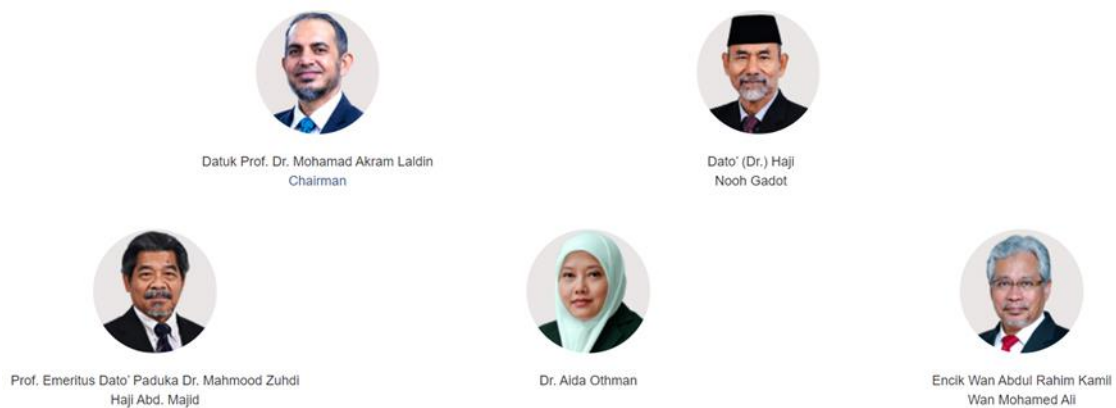 Datuk Prof. Dr. Mohamad Akram Laldin
Chairman
Dato' (Dr.) Haji
Nooh Gadot
Prof. Emeritus Dato' Paduka Dr. Mahmood Zuhdi
Haji Abd. Majid
Dr. Aida Othman
Encik Wan Abdul Rahim Kamil
Wan Mohamed Ali